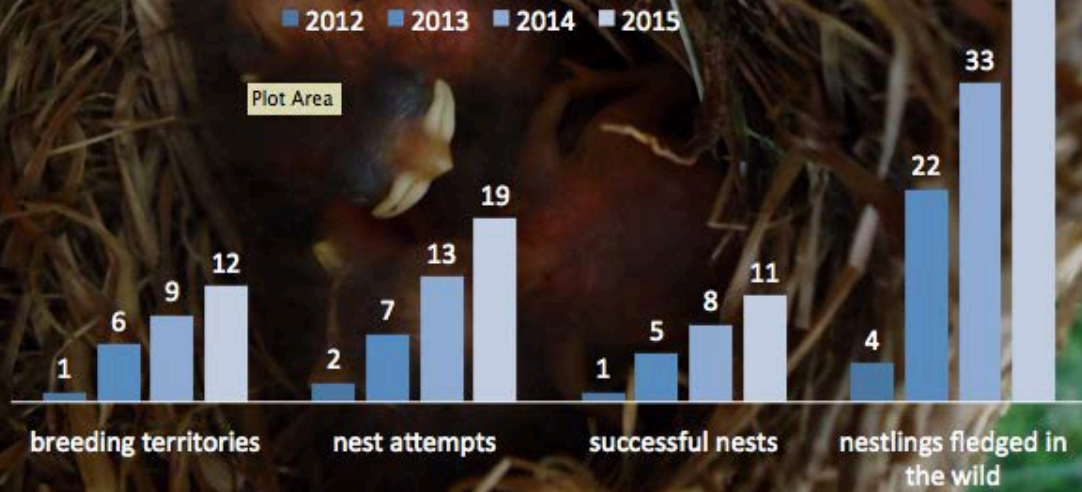 2012 2013 2014 2015
Plot Area
1 6 9 12
2 7 13 19
1 5 8 11
4 22 33
breeding territories
nest attempts
successful nests
nestlings fledged in
the wild